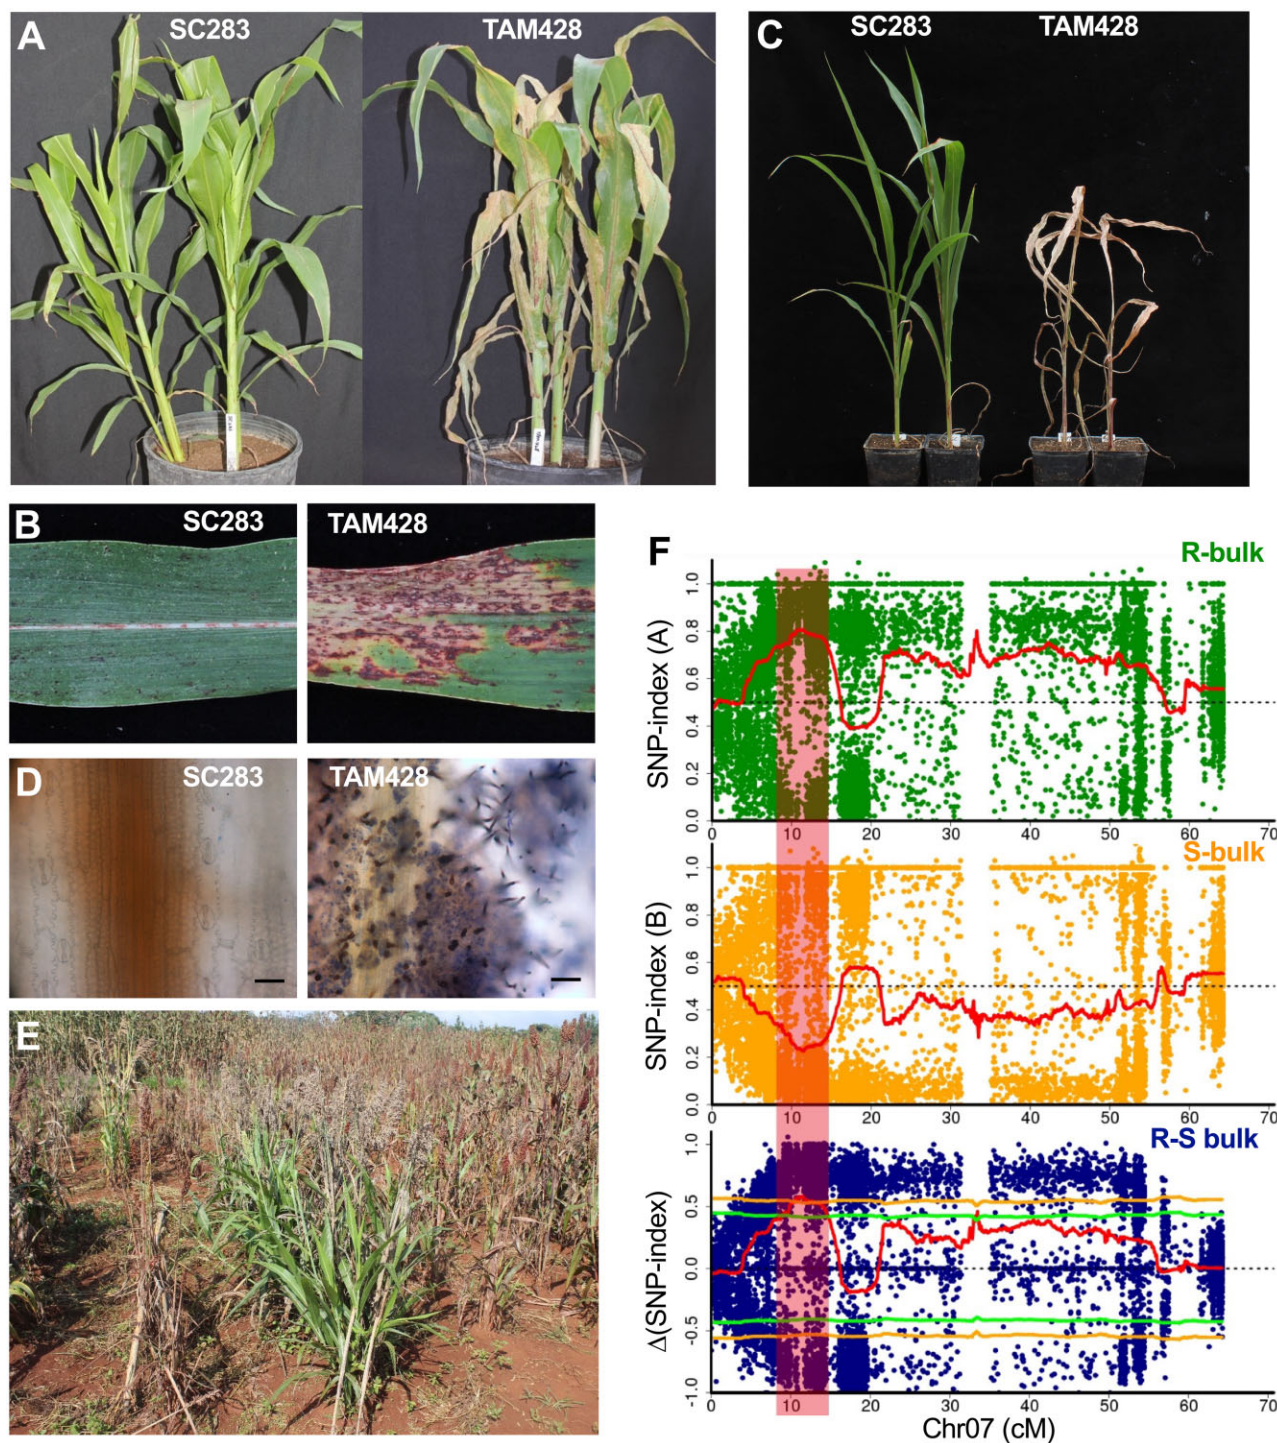 A
SC283
TAM428
C
SC283
TAM428
B
SC283
TAM428
D
SC283
TAM428
E
F
R-bulk
SNP-index (A)
1.0
0.8
0.6
0.4
0.2
0.0
0 10 20 30 40 50 60 70
S-bulk
SNP-index (B)
1.0
0.8
0.6
0.4
0.2
0.0
0 10 20 30 40 50 60 70
R-S bulk
Δ(SNP-index)
1.0
0.5
0.0
-0.5
-1.0
0 10 20 30 40 50 60 70
Chr07 (cM)